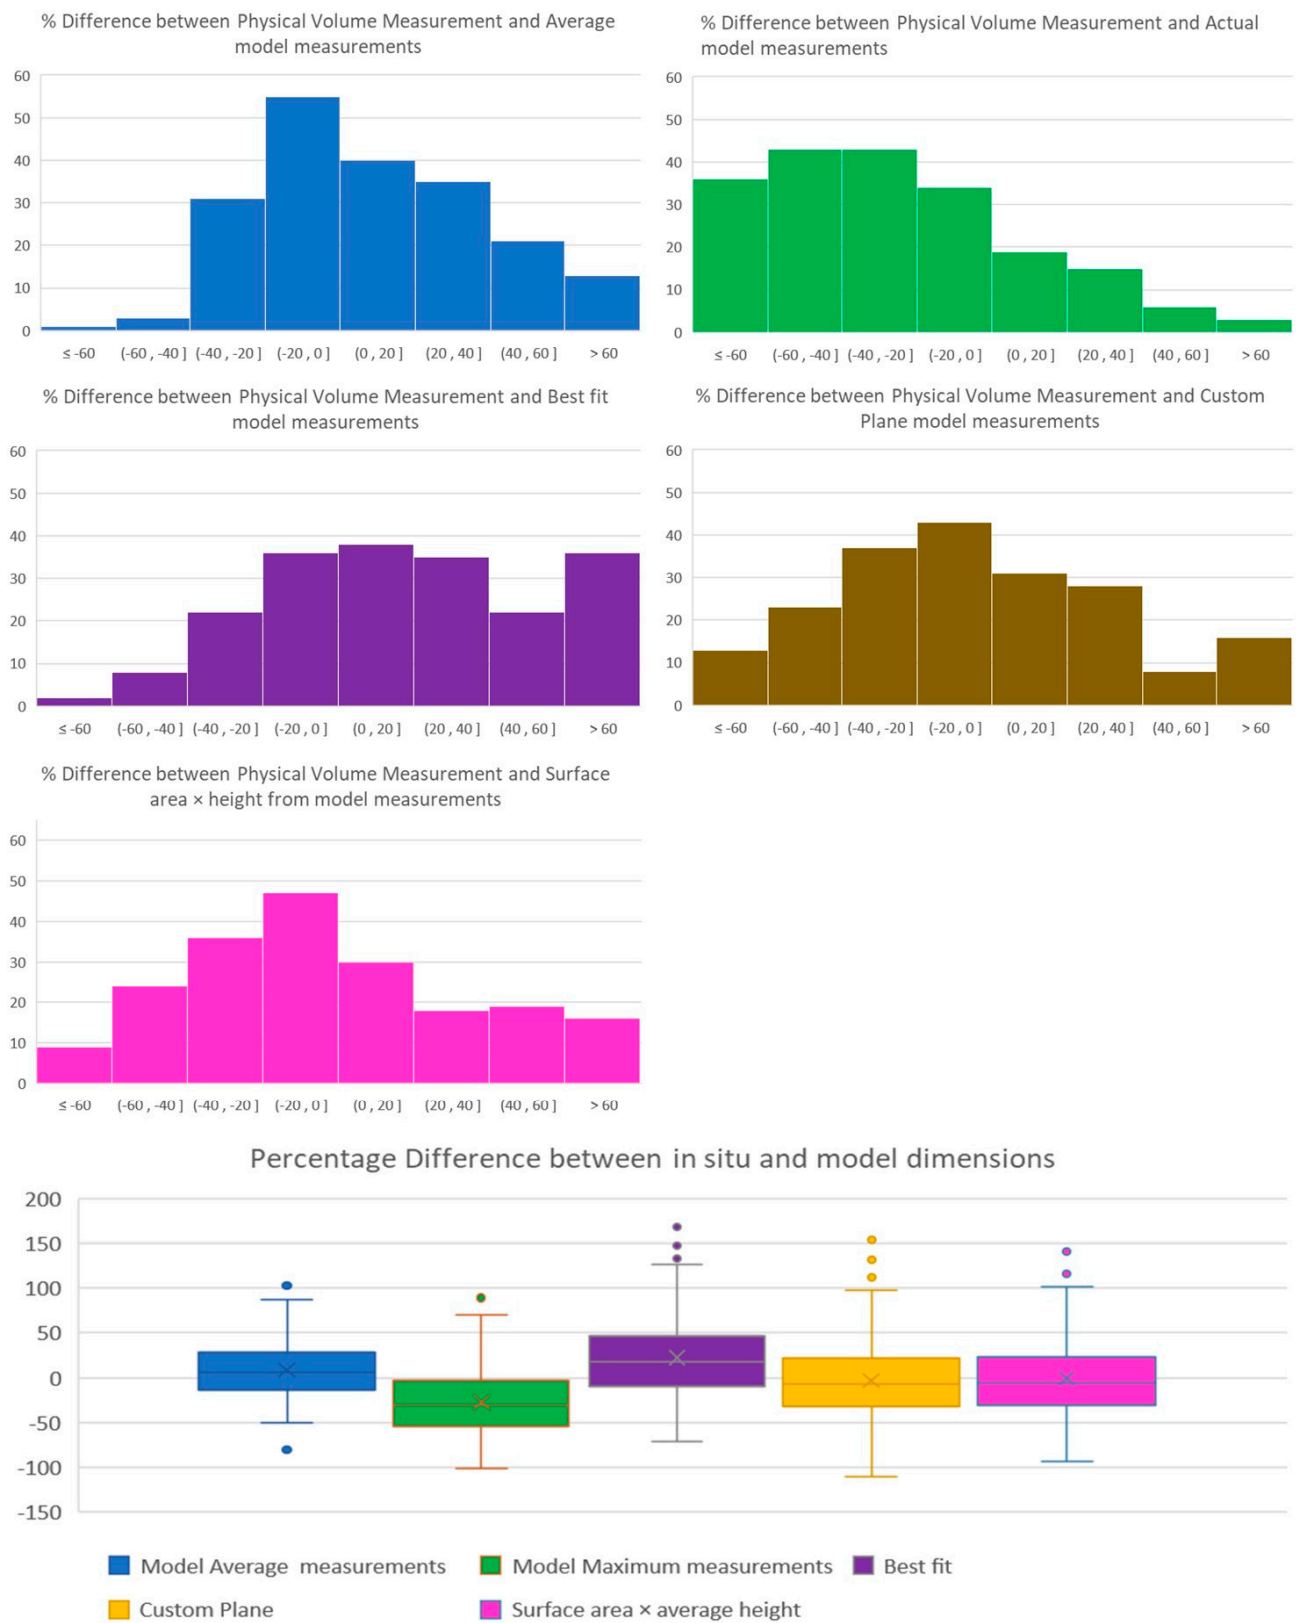 % Difference between Physical Volume Measurement and Average
model measurements
60
50
40
30
20
10
0
≤ -60 (-60 , -40 ] (-40 , -20 ] (-20 , 0 ] (0 , 20 ] (20 , 40 ] (40 , 60 ] > 60
% Difference between Physical Volume Measurement and Actual
model measurements
60
50
40
30
20
10
0
≤ -60 (-60 , -40 ] (-40 , -20 ] (-20 , 0 ] (0 , 20 ] (20 , 40 ] (40 , 60 ] > 60
% Difference between Physical Volume Measurement and Best fit
model measurements
60
50
40
30
20
10
0
≤ -60 (-60 , -40 ] (-40 , -20 ] (-20 , 0 ] (0 , 20 ] (20 , 40 ] (40 , 60 ] > 60
% Difference between Physical Volume Measurement and Custom
Plane model measurements
60
50
40
30
20
10
0
≤ -60 (-60 , -40 ] (-40 , -20 ] (-20 , 0 ] (0 , 20 ] (20 , 40 ] (40 , 60 ] > 60
% Difference between Physical Volume Measurement and Surface
area × height from model measurements
60
50
40
30
20
10
0
≤ -60 (-60 , -40 ] (-40 , -20 ] (-20 , 0 ] (0 , 20 ] (20 , 40 ] (40 , 60 ] > 60
Percentage Difference between in situ and model dimensions
200
150
100
50
0
-50
-100
-150
Model Average measurements Model Maximum measurements Best fit
Custom Plane Surface area × average height